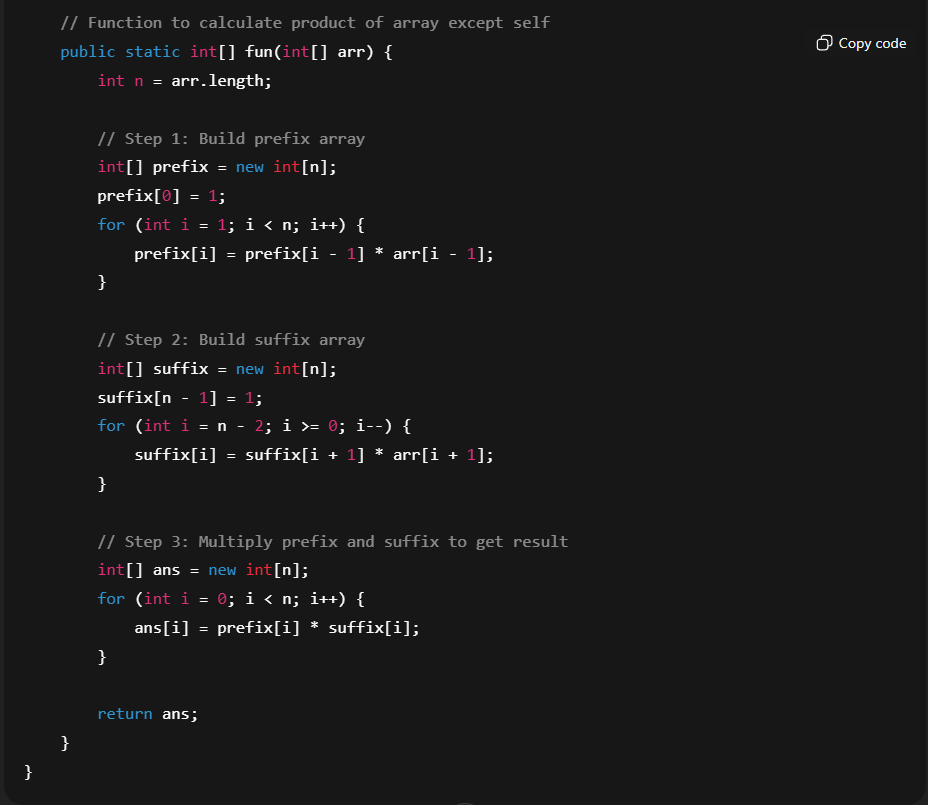 // Function to calculate product of array except self
    public static int[] fun(int[] arr) {
Copy code
        int n = arr.length;

        // Step 1: Build prefix array
        int[] prefix = new int[n];
        prefix[0] = 1;
        for (int i = 1; i < n; i++) {
            prefix[i] = prefix[i - 1] * arr[i - 1];
        }

        // Step 2: Build suffix array
        int[] suffix = new int[n];
        suffix[n - 1] = 1;
        for (int i = n - 2; i >= 0; i--) {
            suffix[i] = suffix[i + 1] * arr[i + 1];
        }

        // Step 3: Multiply prefix and suffix to get result
        int[] ans = new int[n];
        for (int i = 0; i < n; i++) {
            ans[i] = prefix[i] * suffix[i];
        }

        return ans;
    }
}